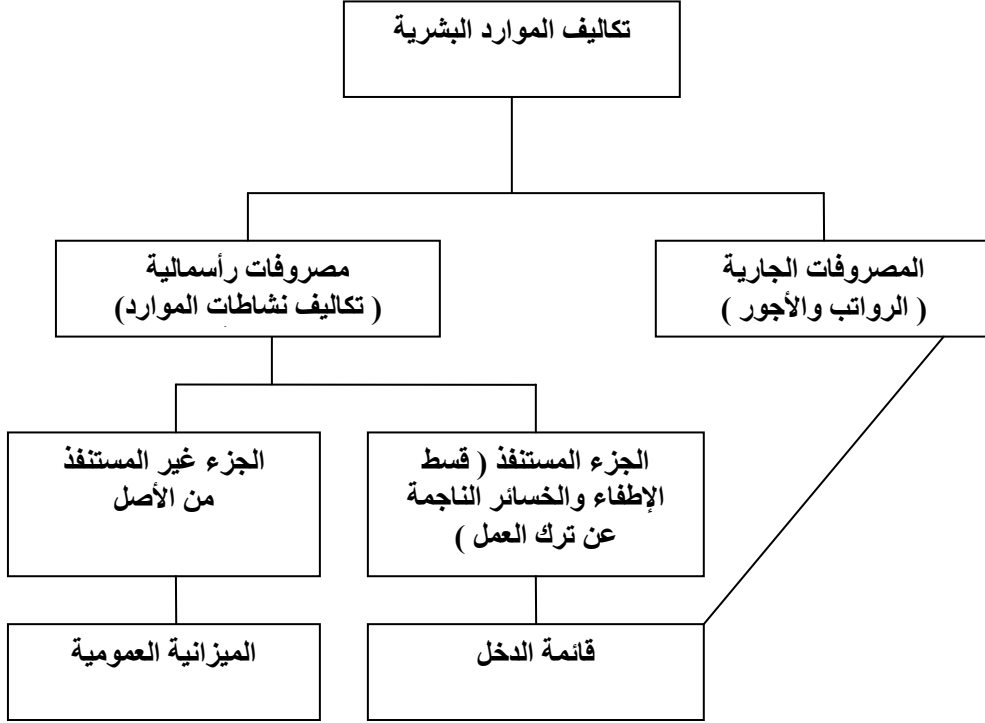 تكاليف الموارد البشرية
المصروفات الجارية
( الرواتب والأجور )
مصروفات رأسمالية
( تكاليف نشاطات الموارد)
الجزء المستنفذ ( قسط
الإطفاء والخسائر الناجمة
عن ترك العمل )
الجزء غير المستنفذ
من الأصل
قائمة الدخل
الميزانية العمومية